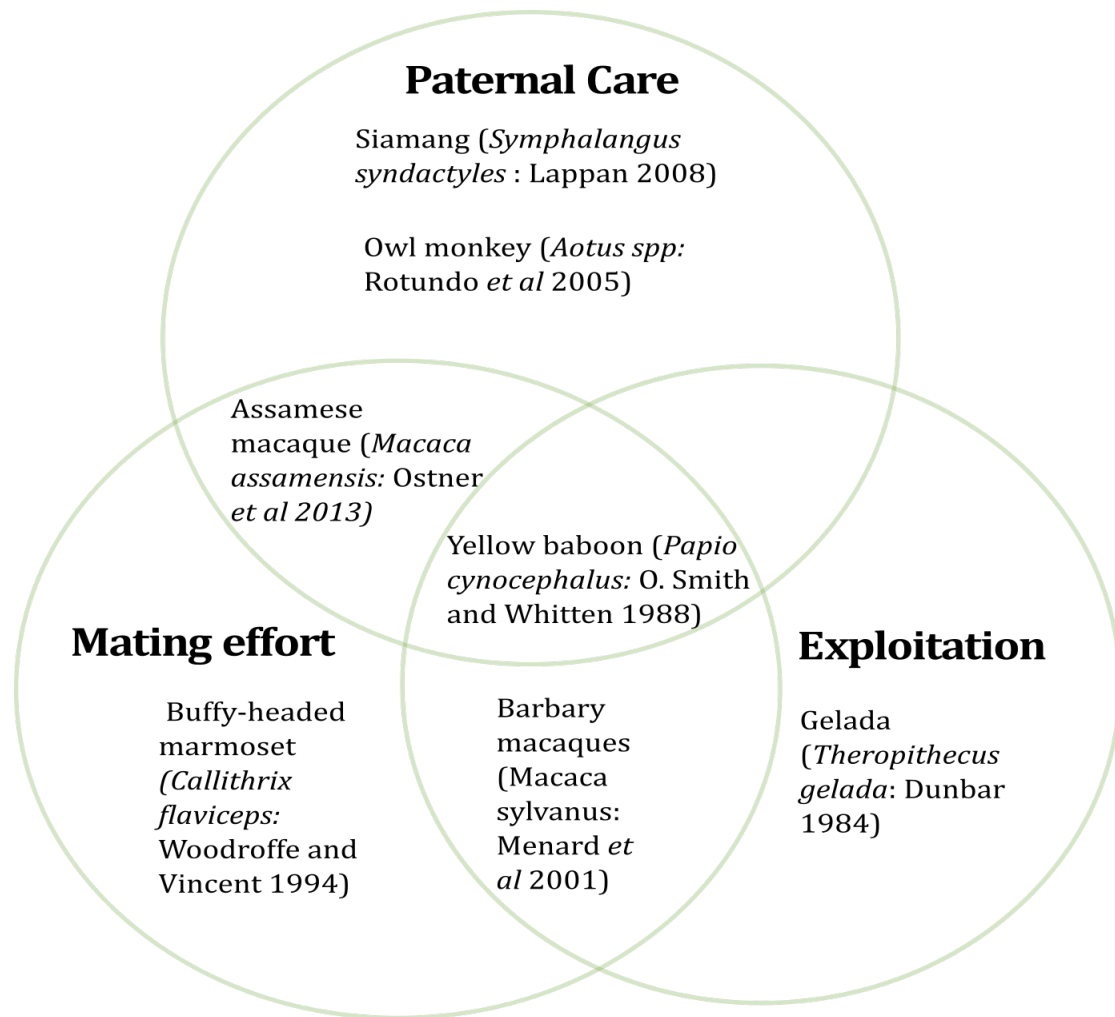 Paternal Care
Siamang (Symphalangus
syndactyles : Lappan 2008)
Owl monkey (Aotus spp:
Rotundo et al 2005)
Assamese
macaque (Macaca
assamensis: Ostner
et al 2013)
Yellow baboon (Papio
cynocephalus: O. Smith
and Whitten 1988)
Mating effort
Buffy-headed
marmoset
(Callithrix
flaviceps:
Woodroffe and
Vincent 1994)
Barbary
macaques
(Macaca
sylvanus:
Menard et
al 2001)
Exploitation
Gelada
(Theropithecus
gelada: Dunbar
1984)